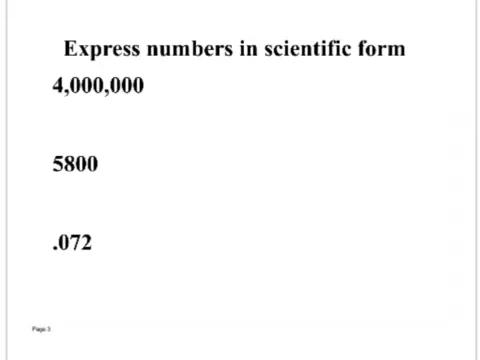 Express numbers in scientific form
4,000,000
5800
.072
Page 3